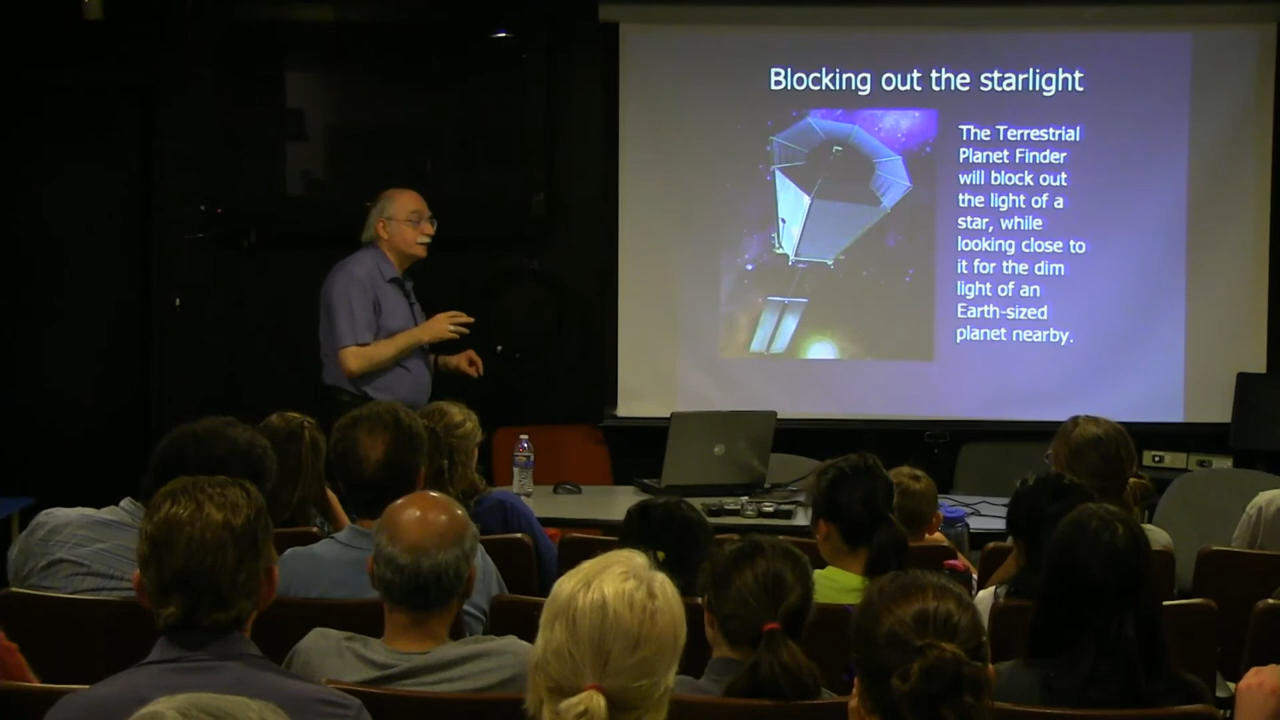 Blocking out the starlight
The Terrestrial
Planet Finder
will block out
the light of a
star, while
looking close to
it for the dim
light of an
Earth-sized
planet nearby.